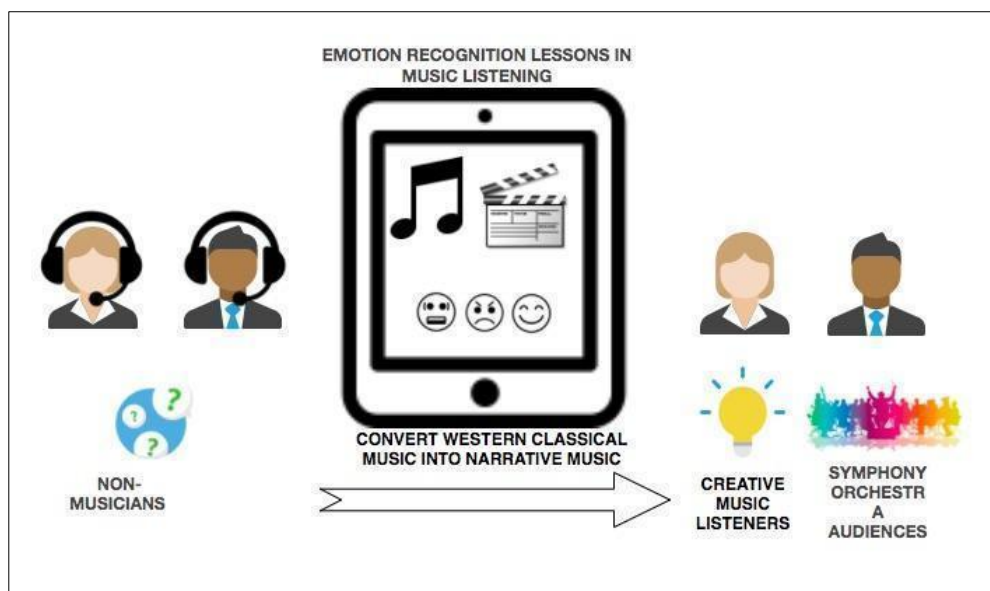 EMOTION RECOGNITION LESSONS IN
MUSIC LISTENING
?
?
?
CONVERT WESTERN CLASSICAL
MUSIC INTO NARRATIVE MUSIC
NON-
MUSICIANS
CREATIVE
MUSIC
LISTENERS
SYMPHONY
ORCHESTR
A
AUDIENCES